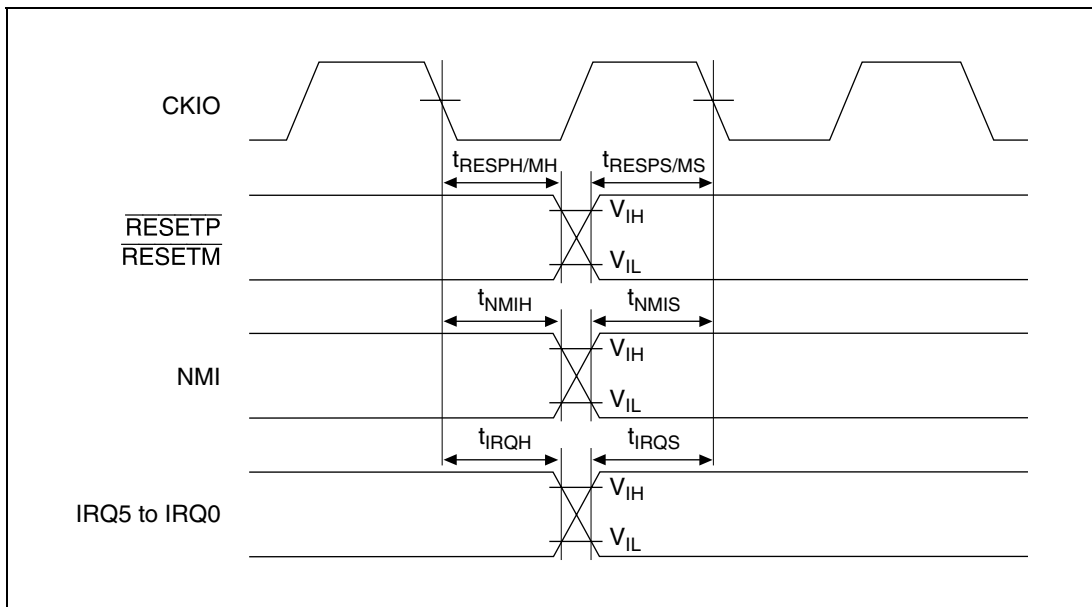 CKIO
tRESPH/MH tRESPS/MS
RESETP
RESETM
VIH
VIL
tNMIH tNMIS
NMI
VIH
VIL
tIRQH tIRQS
IRQ5 to IRQ0
VIH
VIL